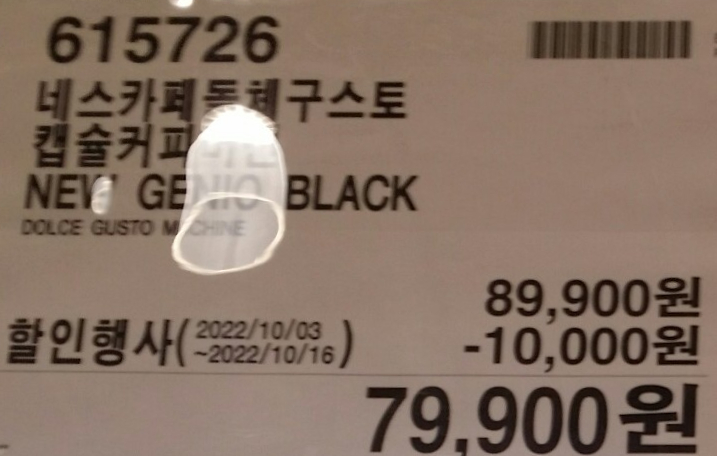 615726
네스카페돌체구스토
캡슐커피머신
NEW GENIO BLACK
DOLCE GUSTO MACHINE
89,900원
할인행사( 2022/10/03 ~2022/10/16 ) -10,000원
79,900원